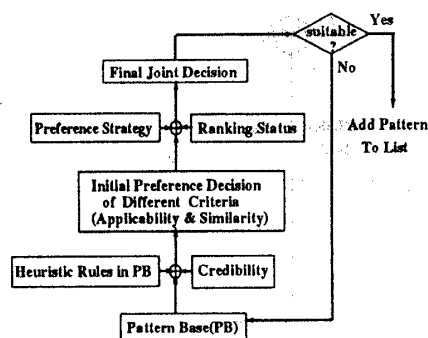 suitable
?
Yes
No
Final Joint Decision
Preference Strategy
Ranking Status
Add Pattern
To List
Initial Preference Decision
of Different Criteria
(Applicability & Similarity)
Heuristic Rules in PB
Credibility
Pattern Base(PB)